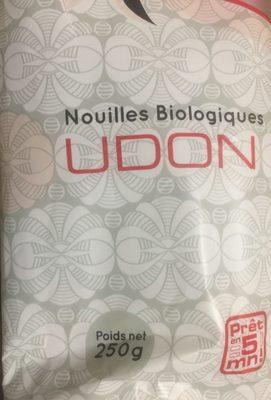 Nouilles Biologiques
UDON
Poids net
250g
Prêt
en
5
mn!